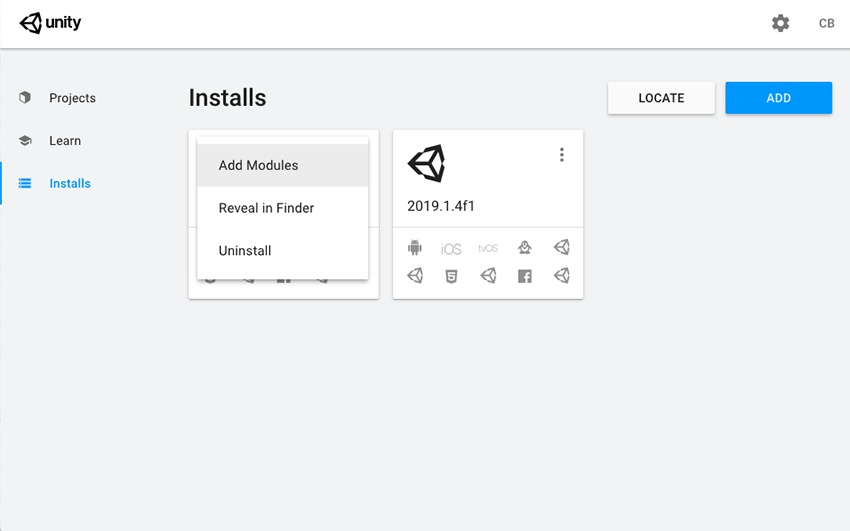 unity
CB
Projects
Learn
Installs
Installs
LOCATE
ADD
Add Modules
Reveal in Finder
Uninstall
2019.1.4f1
iOS
tvOS